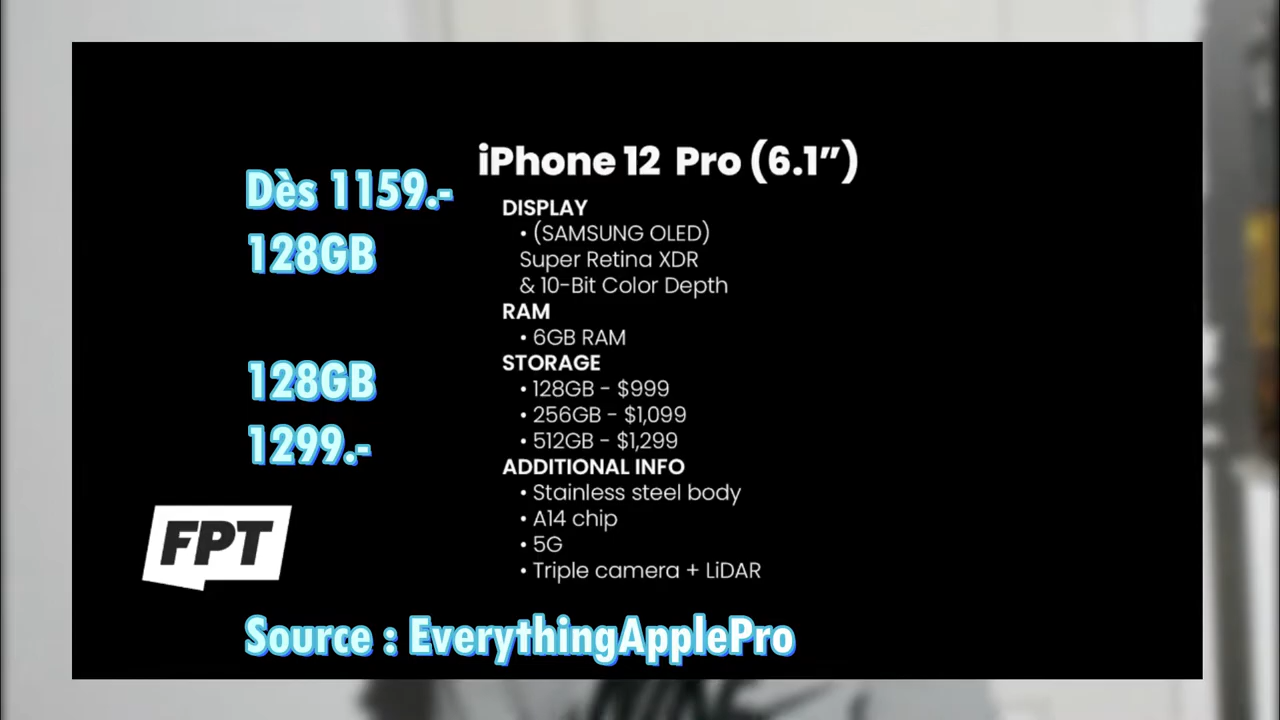 iPhone 12 Pro (6.1”)
Dès 1159.-
128GB
128GB
1299.-
DISPLAY
• (SAMSUNG OLED)
Super Retina XDR
& 10-Bit Color Depth
RAM
• 6GB RAM
STORAGE
• 128GB - $999
• 256GB - $1,099
• 512GB - $1,299
ADDITIONAL INFO
• Stainless steel body
• A14 chip
• 5G
• Triple camera + LiDAR
FPT
Source : EverythingApplePro